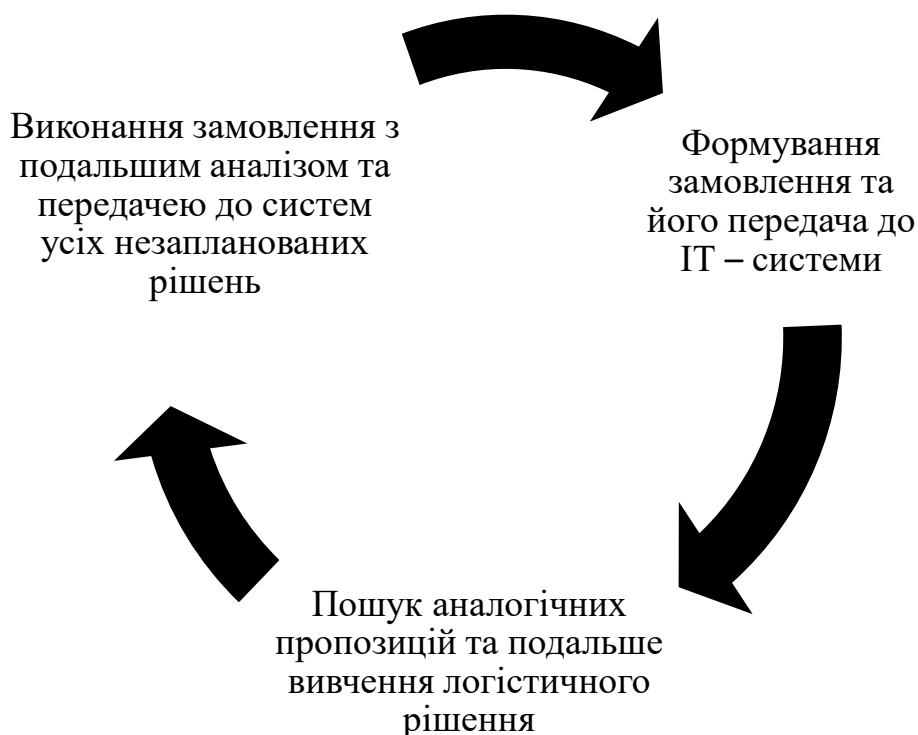 Виконання замовлення з
подальшим аналізом та
передачею до систем
усіх незапланованих
рішень
Формування
замовлення та
його передача до
ІТ – системи
Пошук аналогічних
пропозицій та подальше
вивчення логістичного
рішення